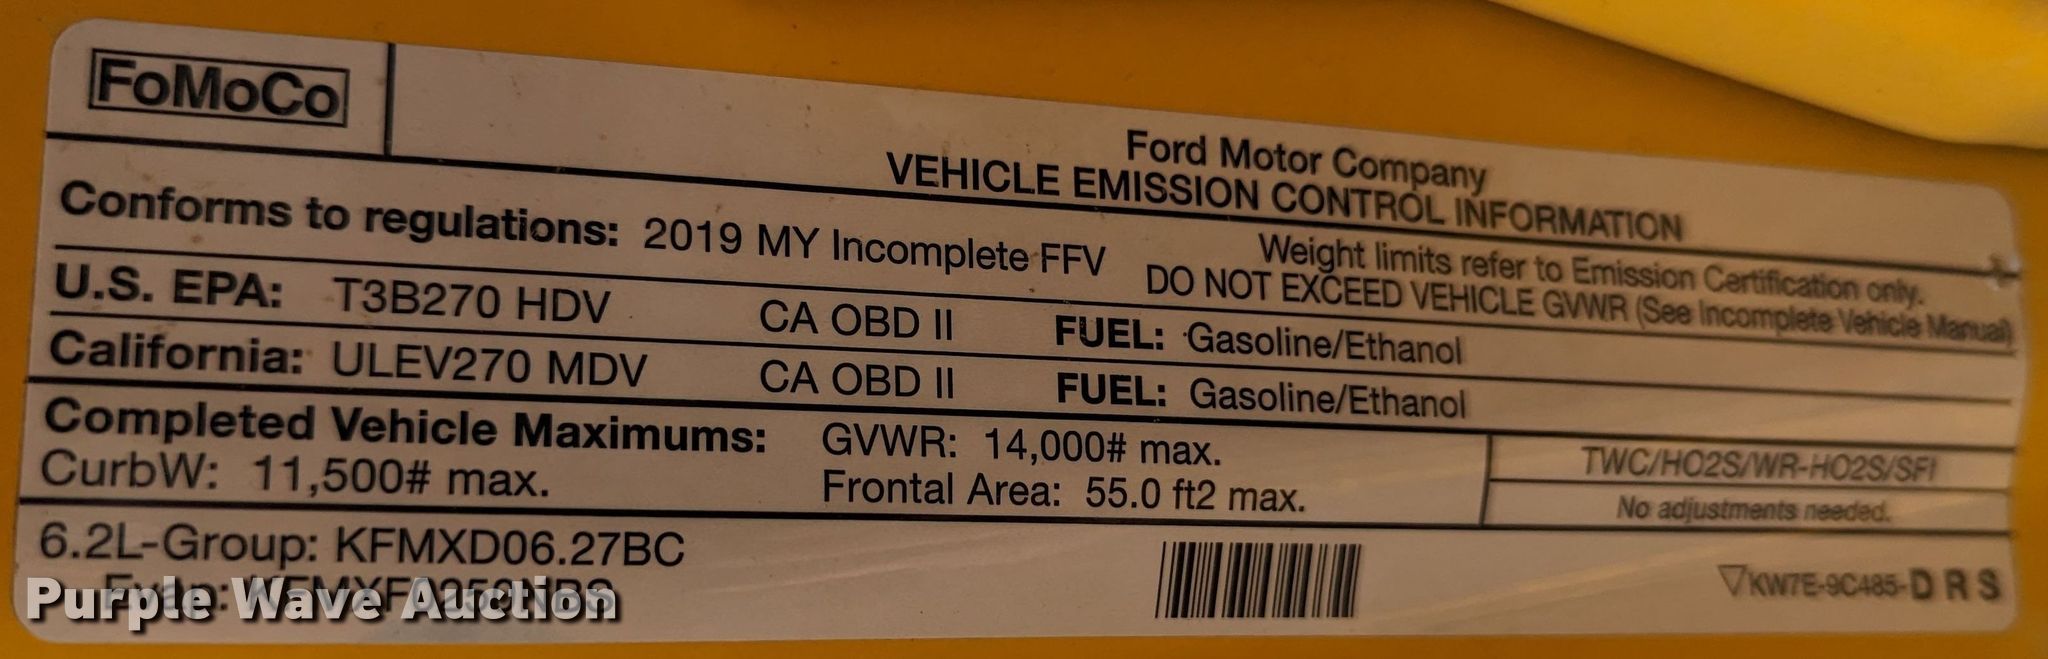 FoMoCo
Ford Motor Company
VEHICLE EMISSION CONTROL INFORMATION
Conforms to regulations: 2019 MY Incomplete FFV
Weight limits refer to Emission Certification only.
DO NOT EXCEED VEHICLE GVWR (See Incomplete Vehicle Manual)
U.S. EPA: T3B270 HDV CA OBD II FUEL: Gasoline/Ethanol
California: ULEV270 MDV CA OBD II FUEL: Gasoline/Ethanol
Completed Vehicle Maximums: GVWR: 14,000# max.
CurbW: 11,500# max. Frontal Area: 55.0 ft2 max.
TWC/HO2S/WR-HO2S/SFI
No adjustments needed.
6.2L-Group: KFMXD06.27BC
Evap:
KW7E-9C485-DRS
Purple Wave Auction